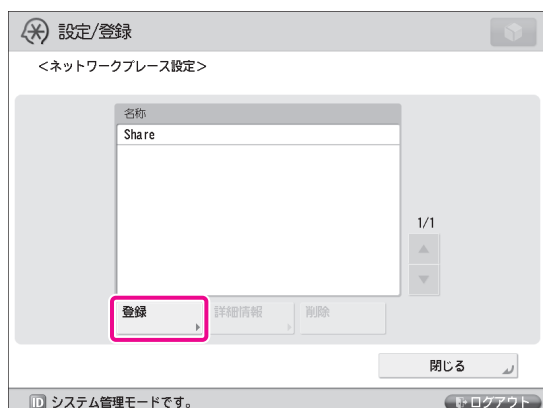 設定/登録
＜ネットワークプレース設定＞
名称
Share
1/1
登録
詳細情報
削除
閉じる
ID システム管理モードです。
ログアウト